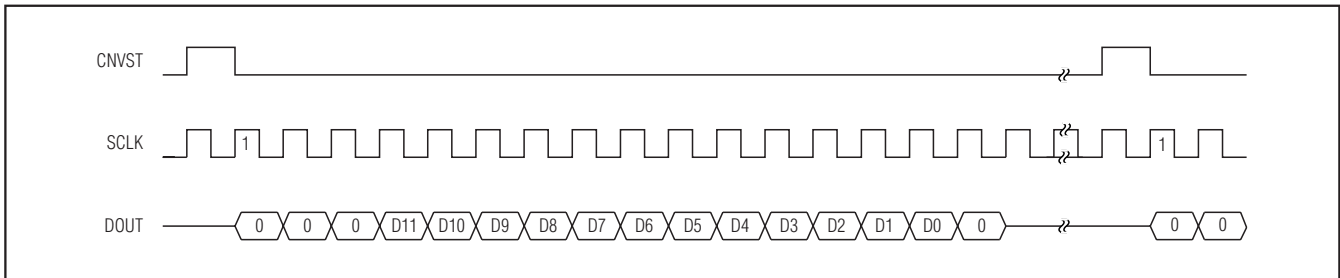 CNVST
SCLK 1 1
DOUT 0 0 0 D11 D10 D9 D8 D7 D6 D5 D4 D3 D2 D1 D0 0 0 0